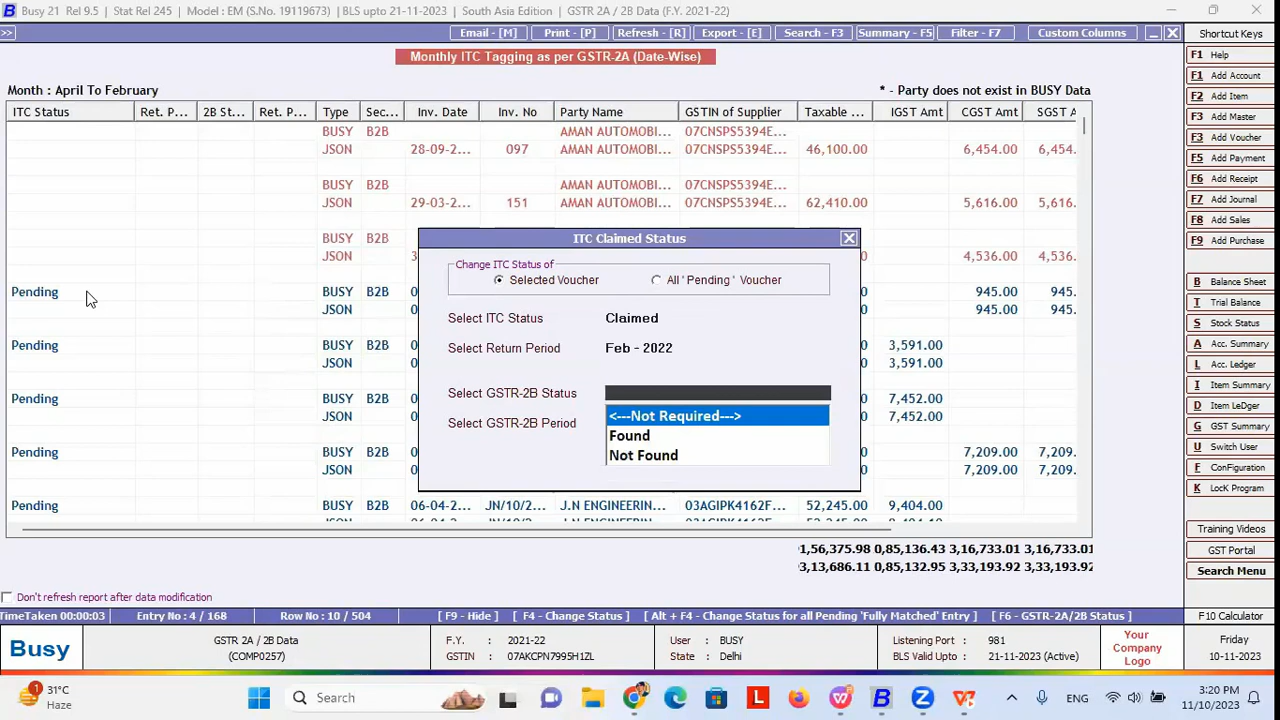 Busy 21 Rel 9.5 | Stat Rel 245 | Model : EM (S.No. 19119673) | BLS upto 21-11-2023 | South Asia Edition | GSTR 2A / 2B Data (F.Y. 2021-22)
>> Email - [M] Print - [P] Refresh - [R] Export - [E] Search - F3 Summary - F5 Filter - F7 Custom Columns Shortcut Keys
Monthly ITC Tagging as per GSTR-2A (Date-Wise)
Month : April To February * - Party does not exist in BUSY Data
ITC Status Ret. P... 2B St... Ret. P... Type Sec... Inv. Date Inv. No Party Name GSTIN of Supplier Taxable ... IGST Amt CGST Amt SGST A
BUSY B2B AMAN AUTOMOBI... 07CNSPS5394E...
JSON 28-09-2... 097 AMAN AUTOMOBI... 07CNSPS5394E... 46,100.00 6,454.00 6,454.
BUSY B2B AMAN AUTOMOBI... 07CNSPS5394E...
JSON 29-03-2... 151 AMAN AUTOMOBI... 07CNSPS5394E... 62,410.00 5,616.00 5,616.
BUSY B2B
JSON 4,536.00 4,536.
Pending BUSY B2B 945.00 945.00
JSON 945.00 945.00
Pending BUSY B2B 3,591.00
JSON 3,591.00
Pending BUSY B2B 7,452.00
JSON 7,452.00
Pending BUSY B2B 7,209.00 7,209.
JSON 7,209.00 7,209.
Pending BUSY B2B 06-04-2... JN/10/2... J.N ENGINEERIN... 03AGIPK4162F... 52,245.00 9,404.00
ITC Claimed Status
Change ITC Status of
Selected Voucher All ' Pending ' Voucher
Select ITC Status Claimed
Select Return Period Feb - 2022
Select GSTR-2B Status
<---Not Required--->
Select GSTR-2B Period
Found
Not Found
1,56,375.98 0,85,136.43 3,16,733.01 3,16,733.01
3,13,686.11 0,85,132.95 3,33,193.92 3,33,193.92
Don't refresh report after data modification
TimeTaken 00:00:03 Entry No : 4 / 168 Row No : 10 / 504 [ F9 - Hide ] [ F4 - Change Status ] [ Alt + F4 - Change Status for all Pending 'Fully Matched' Entry ] [ F6 - GSTR-2A/2B Status ]
Busy
GSTR 2A / 2B Data
(COMP0257)
F.Y. : 2021-22
GSTIN : 07AKCPN7995H1ZL
User : BUSY
State : Delhi
Listening Port : 981
BLS Valid Upto : 21-11-2023 (Active)
Your
Company
Logo
Friday
10-11-2023
F1 Help
F1 Add Account
F2 Add Item
F3 Add Master
F3 Add Voucher
F5 Add Payment
F6 Add Receipt
F7 Add Journal
F8 Add Sales
F9 Add Purchase
B Balance Sheet
T Trial Balance
S Stock Status
A Acc. Summary
L Acc. Ledger
I Item Summary
D Item LeDger
G GST Summary
U Switch User
F Configuration
K LocK Program
Training Videos
GST Portal
Search Menu
F10 Calculator
1
31°C
Haze
Search
ENG
3:20 PM
11/10/2023